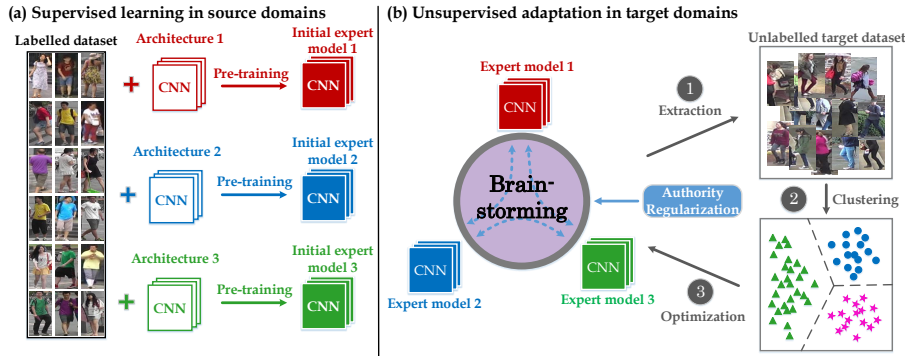 (a) Supervised learning in source domains
Labelled dataset
Architecture 1
CNN
Pre-training
Initial expert
model 1
CNN
Architecture 2
CNN
Pre-training
Initial expert
model 2
CNN
Architecture 3
CNN
Pre-training
Initial expert
model 3
CNN
(b) Unsupervised adaptation in target domains
Expert model 1
CNN
Brain-
storming
CNN
Expert model 2
CNN
Expert model 3
Authority
Regularization
1
Extraction
Unlabelled target dataset
2
Clustering
3
Optimization